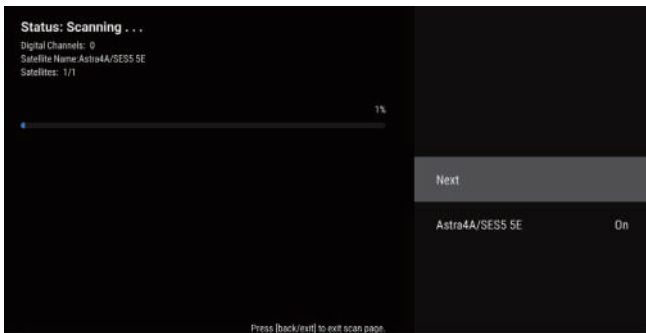 Status: Scanning . . .
Digital Channels: 0
Satellite Name:Astra4A/SES5 5E
Satellites: 1/1
1%
Next
Astra4A/SES5 5E On
Press [back/exit] to exit scan page.